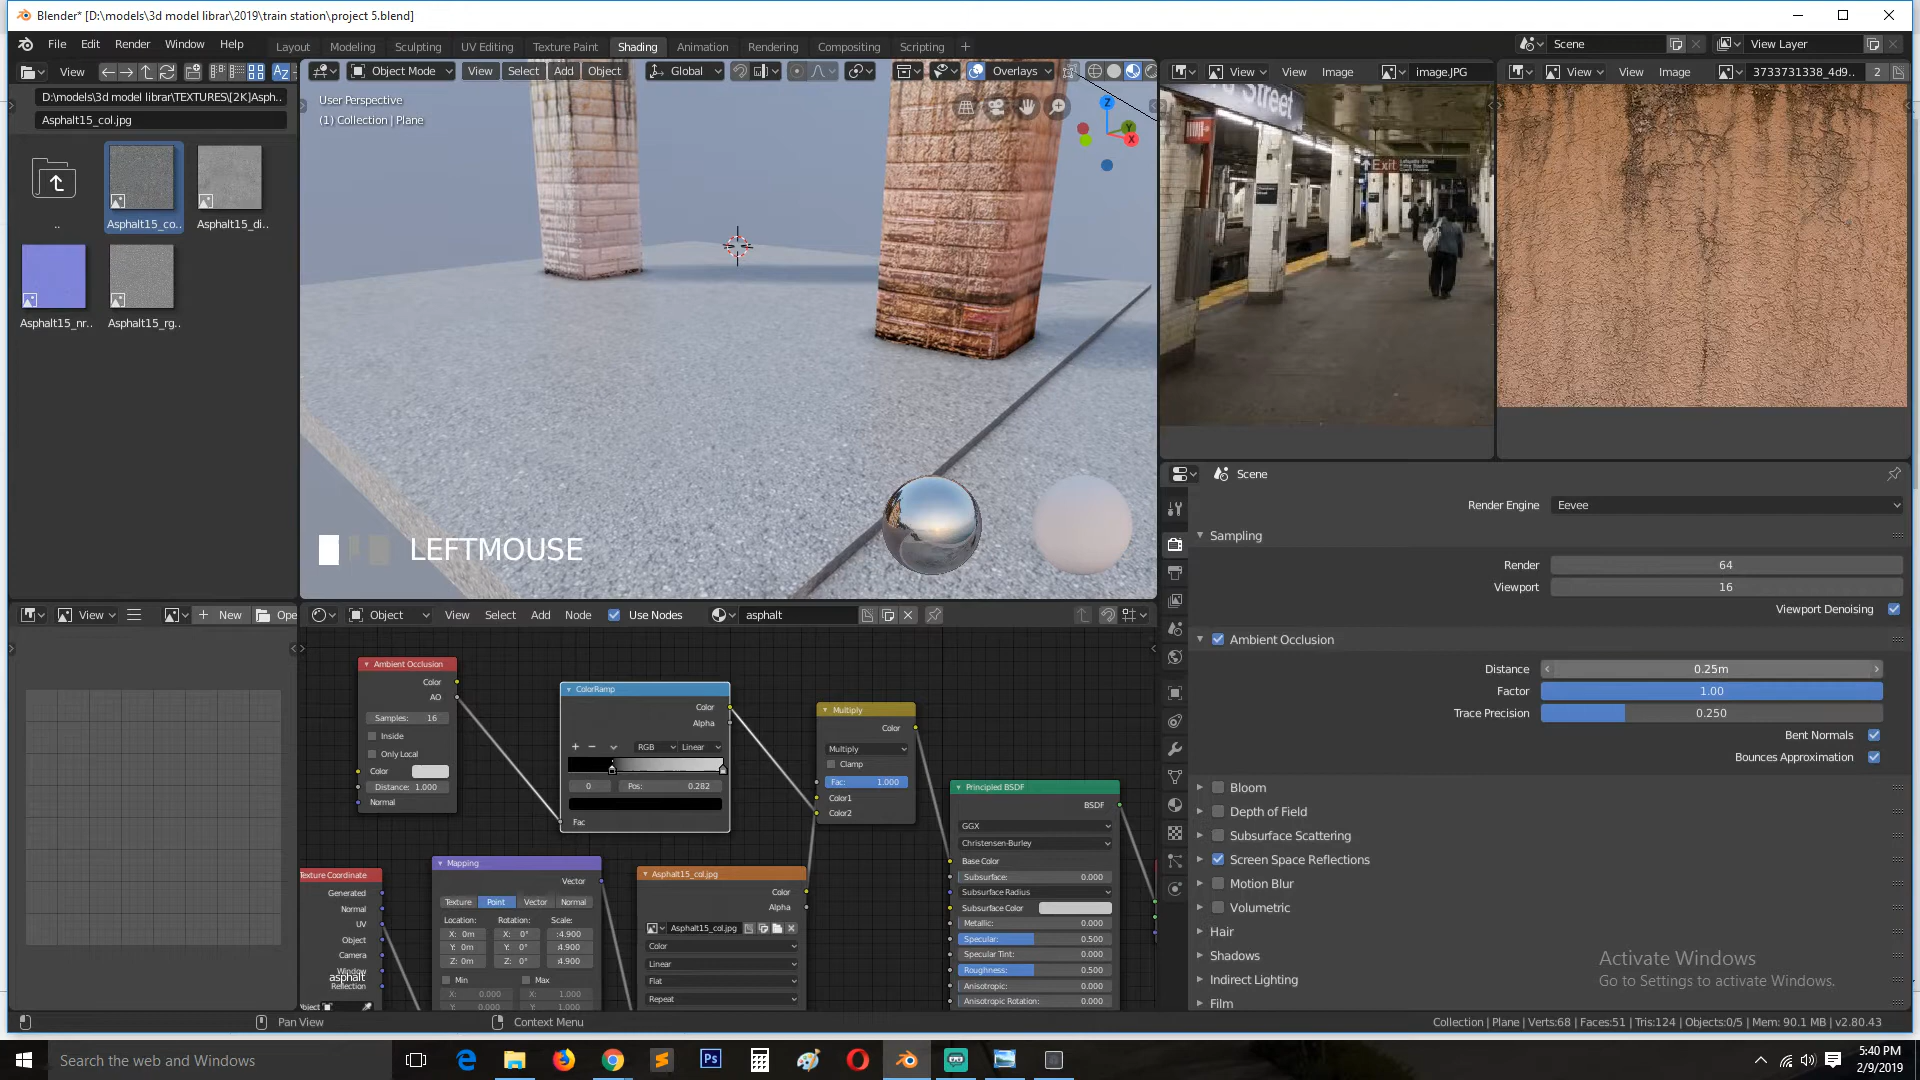 Blender* [D:\models\3d model librar\2019\train station\project 5.blend]
File Edit Render Window Help
Layout Modeling Sculpting UV Editing Texture Paint Shading Animation Rendering Compositing Scripting +
Scene
View Layer
View
D:\models\3d model librar\TEXTURES\[2K]Asph..
Asphalt15_col.jpg
..
Asphalt15_co..
Asphalt15_di..
Asphalt15_nr..
Asphalt15_rg..
Object Mode View Select Add Object Global Overlays
User Perspective
(1) Collection | Plane
Z
Y
X
LEFTMOUSE
View View Image image.JPG
Street
Exit
View View Image 3733731338_4d9.. 2
Scene
Render Engine Eevee
Sampling
Render 64
Viewport 16
Viewport Denoising
Ambient Occlusion
Distance 0.25m
Factor 1.00
Trace Precision 0.250
Bent Normals
Bounces Approximation
Bloom
Depth of Field
Subsurface Scattering
Screen Space Reflections
Motion Blur
Volumetric
Hair
Shadows
Indirect Lighting
Film
View New Ope
Object View Select Add Node Use Nodes asphalt
Ambient Occlusion
Color
AO
Samples: 16
Inside
Only Local
Color
Distance: 1.000
Normal
ColorRamp
Color
Alpha
RGB Linear
0 Pos: 0.282
Fac
Multiply
Color
Multiply
Clamp
Fac: 1.000
Color1
Color2
Principled BSDF
BSDF
GGX
Christensen-Burley
Base Color
Subsurface: 0.000
Subsurface Radius
Subsurface Color
Metallic: 0.000
Specular: 0.500
Specular Tint: 0.000
Roughness: 0.500
Anisotropic: 0.000
Anisotropic Rotation: 0.000
Texture Coordinate
Generated
Normal
UV
Object
Camera
Window
Reflection
asphalt
Mapping
Vector
Texture Point Vector Normal
Location: Rotation: Scale:
X: 0m X: 0° :4.900
Y: 0m Y: 0° 4.900
Z: 0m Z: 0° 4.900
Min Max
X: 0.000 X: 1.000
Asphalt15_col.jpg
Color
Alpha
Asphalt15_col.jpg
Color
Linear
Flat
Repeat
Activate Windows
Go to Settings to activate Windows.
Pan View
Context Menu
Collection | Plane | Verts:68 | Faces:51 | Tris:124 | Objects:0/5 | Mem: 90.1 MB | v2.80.43
Search the web and Windows
5:40 PM
2/9/2019